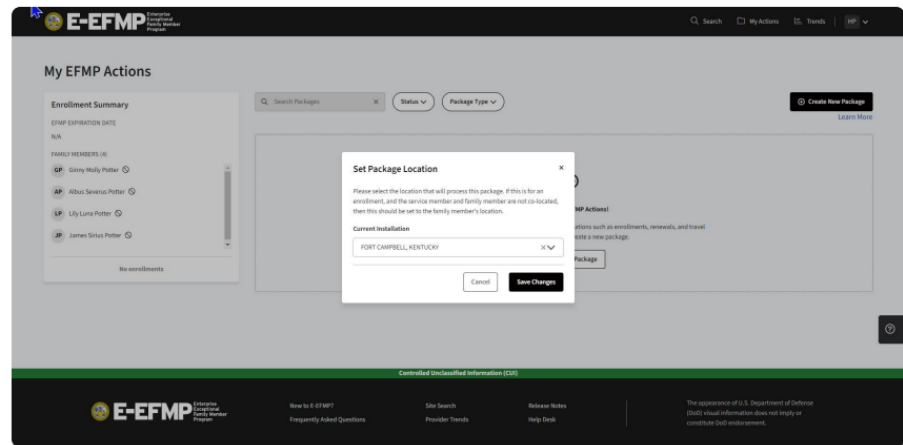 E-EFMP
Enterprise
Exceptional
Family Member
Program
Search
My Actions
Trends
HP
My EFMP Actions
Enrollment Summary
EFMP EXPIRATION DATE
N/A
FAMILY MEMBERS (4)
GP Ginny Molly Potter
AP Albus Severus Potter
LP Lily Luna Potter
JP James Sirius Potter
No enrollments
Search Packages
Status
Package Type
Create New Package
Learn More
Set Package Location
Please select the location that will process this package. If this is for an
enrollment, and the service member and family member are not co-located,
then this should be set to the family member's location.
Current Installation
FORT CAMPBELL, KENTUCKY
Cancel
Save Changes
MP Actions!
ations such as enrollments, renewals, and travel
eate a new package.
Package
Controlled Unclassified Information (CUI)
E-EFMP
Enterprise
Exceptional
Family Member
Program
New to E-EFMP?
Frequently Asked Questions
Site Search
Provider Trends
Release Notes
Help Desk
The appearance of U.S. Department of Defense
(DoD) visual information does not imply or
constitute DoD endorsement.